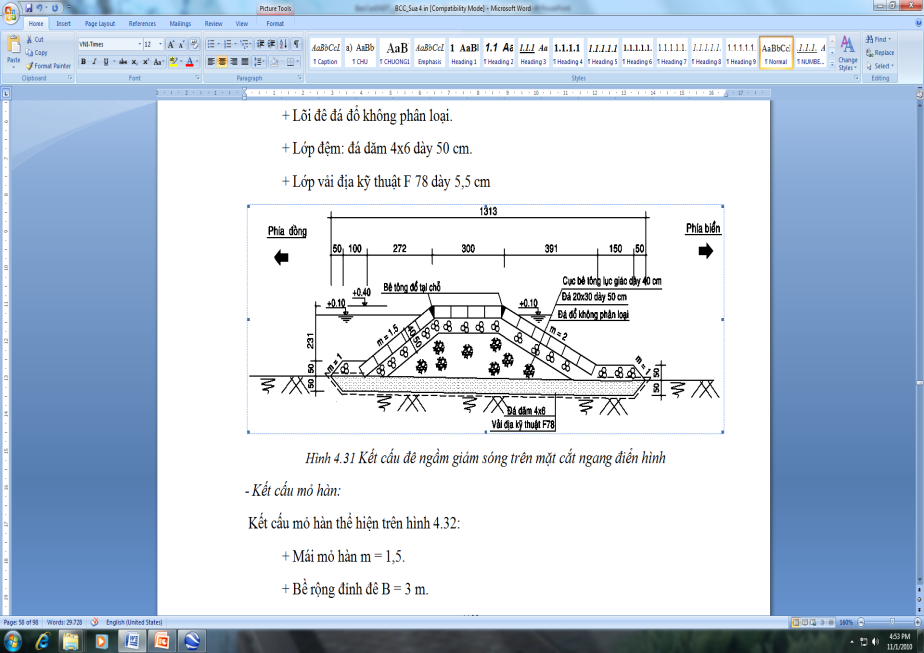 BCC_Sua 4 in [Compatibility Mode] - Microsoft Word
Picture Tools
Home Insert Page Layout References Mailings Review View Format
Paste
Cut
Copy
Format Painter
Clipboard
VNI-Times 12
Font
Paragraph
AaBbCcI a) AaBb AaB AaBbCcI 1 AaBl 1.1 Aa 1.1.1 Aa 1.1.1.1 1.1.1.1.1 1.1.1.1.1. 1.1.1.1.1. 1.1.1.1.1. 1.1.1.1.1. AaBbCcI 1.1.1. A
¶ Caption ¶ CHU ¶ CHUONG1 Emphasis Heading 1 ¶ Heading 2 ¶ Heading 3 ¶ Heading 4 ¶ Heading 5 ¶ Heading 6 ¶ Heading 7 ¶ Heading 8 ¶ Heading 9 ¶ Normal ¶ NUMBE...
Styles
Change Styles
Find
Replace
Select
Editing
+ Lõi đê đá đổ không phân loại.
+ Lớp đệm: đá dăm 4x6 dày 50 cm.
+ Lớp vải địa kỹ thuật F 78 dày 5,5 cm
1313
Phía đồng
Phía biển
50 100 272 300 391 150 50
Bê tông đổ tại chỗ
Cục bê tông lục giác dày 40 cm
Đá 20x30 dày 50 cm
Đá đổ không phân loại
+0.10
+0.40
+0.10
m = 1.5
m = 2
231
50
50
m = 1
m = 1
50
50
Đá dăm 4x6
Vải địa kỹ thuật F78
Hình 4.31 Kết cấu đê ngầm giảm sóng trên mặt cắt ngang điển hình
- Kết cấu mỏ hàn:
Kết cấu mỏ hàn thể hiện trên hình 4.32:
+ Mái mỏ hàn m = 1,5.
+ Bề rộng đỉnh đê B = 3 m.
Page: 58 of 98 Words: 29.728 English (United States)
160%
4:53 PM
11/1/2010